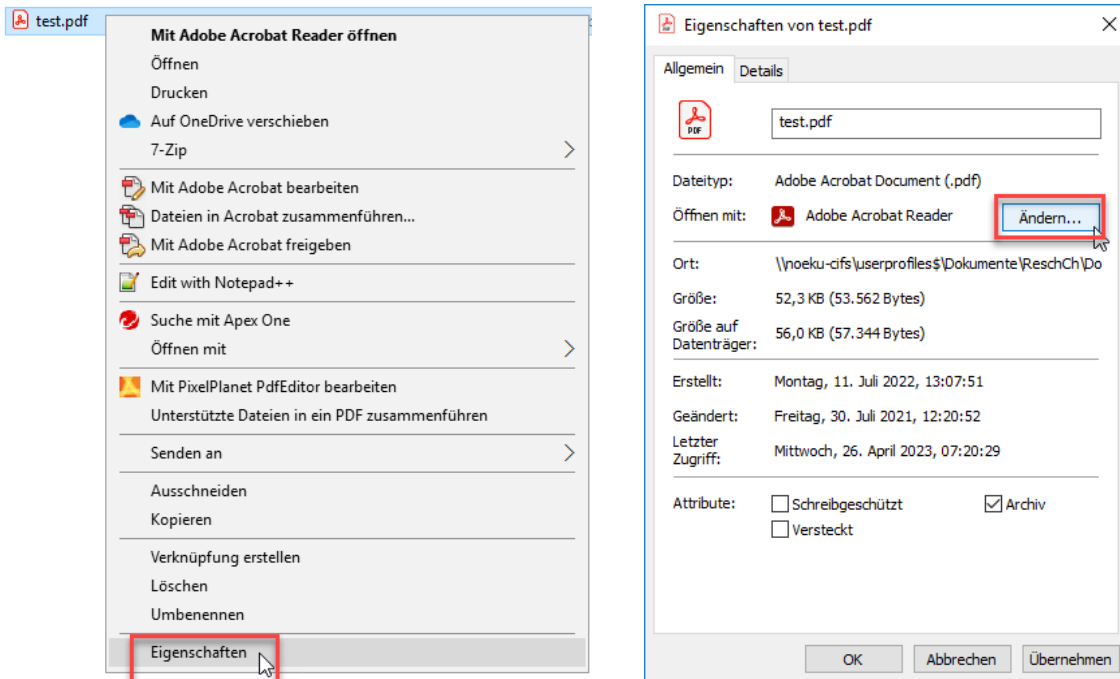 test.pdf
Mit Adobe Acrobat Reader öffnen
Öffnen
Drucken
Auf OneDrive verschieben
7-Zip
Mit Adobe Acrobat bearbeiten
Dateien in Acrobat zusammenführen...
Mit Adobe Acrobat freigeben
Edit with Notepad++
Suche mit Apex One
Öffnen mit
Mit PixelPlanet PdfEditor bearbeiten
Unterstützte Dateien in ein PDF zusammenführen
Senden an
Ausschneiden
Kopieren
Verknüpfung erstellen
Löschen
Umbenennen
Eigenschaften
Eigenschaften von test.pdf
Allgemein Details
PDF
test.pdf
Dateityp: Adobe Acrobat Document (.pdf)
Öffnen mit: Adobe Acrobat Reader Ändern...
Ort: \\noeku-cifs\userprofiles$\Dokumente\ReschCh\Do
Größe: 52,3 KB (53.562 Bytes)
Größe auf
Datenträger: 56,0 KB (57.344 Bytes)
Erstellt: Montag, 11. Juli 2022, 13:07:51
Geändert: Freitag, 30. Juli 2021, 12:20:52
Letzter
Zugriff: Mittwoch, 26. April 2023, 07:20:29
Attribute: Schreibgeschützt Archiv
Versteckt
OK Abbrechen Übernehmen